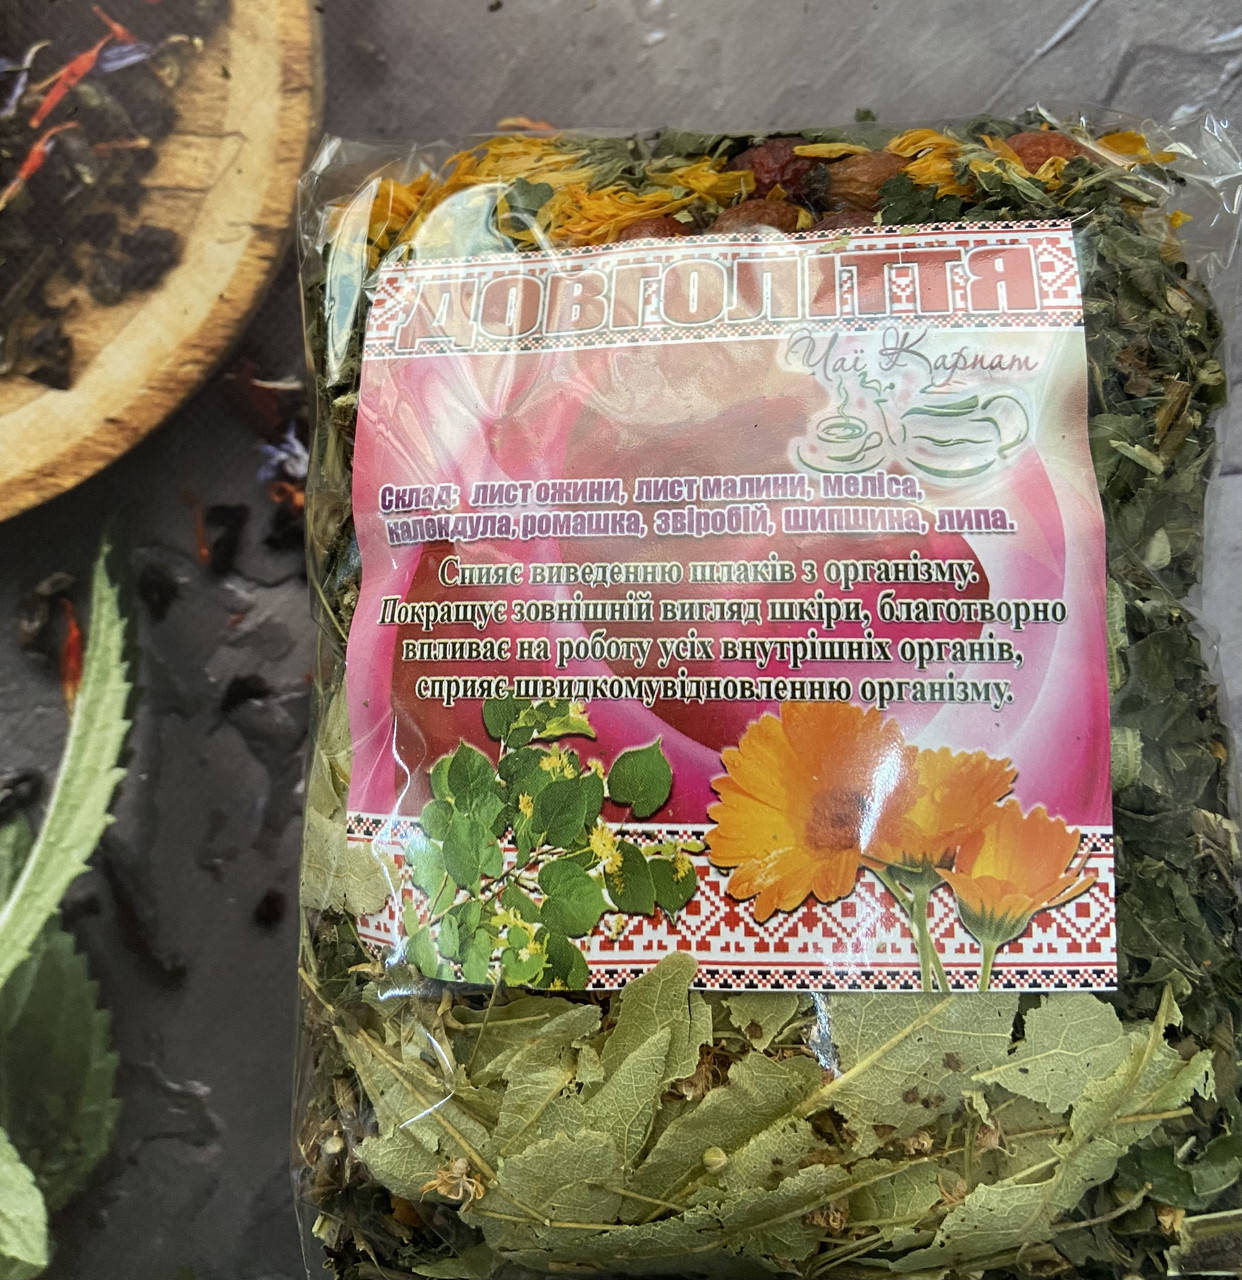 ДОВГОЛІТТЯ
Чаї Карпат
Склад: лист ожини, лист малини, меліса,
календула, ромашка, звіробій, шипшина, липа.
Сприяє виведенню шлаків з організму.
Покращує зовнішній вигляд шкіри, благотворно
впливає на роботу усіх внутрішніх органів,
сприяє швидкомувідновленню організму.